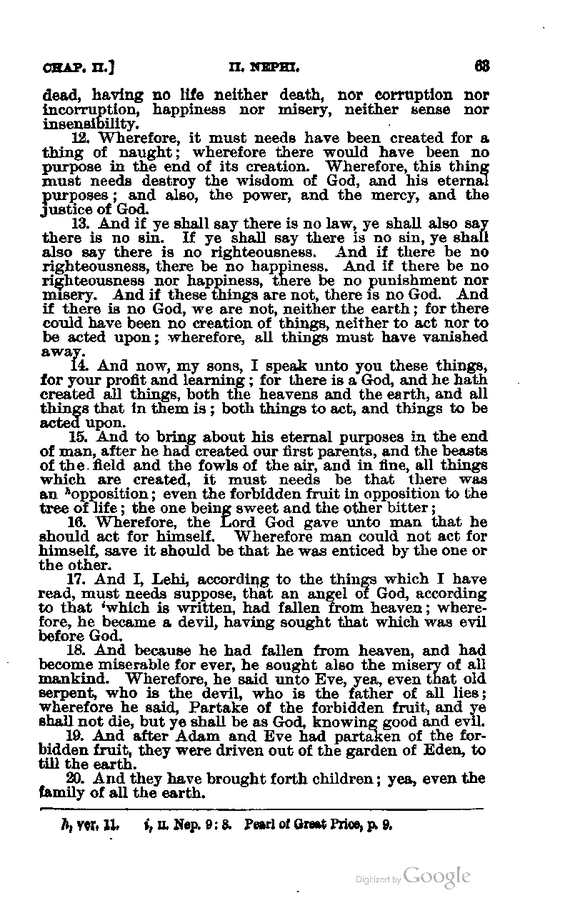 CHAP. II.] II. NEPHI. 63
dead, having no life neither death, nor corruption nor
incorruption, happiness nor misery, neither sense nor
insensibility.
12. Wherefore, it must needs have been created for a
thing of naught; wherefore there would have been no
purpose in the end of its creation. Wherefore, this thing
must needs destroy the wisdom of God, and his eternal
purposes; and also, the power, and the mercy, and the
justice of God.
13. And if ye shall say there is no law, ye shall also say
there is no sin. If ye shall say there is no sin, ye shall
also say there is no righteousness. And if there be no
righteousness, there be no happiness. And if there be no
righteousness nor happiness, there be no punishment nor
misery. And if these things are not, there is no God. And
if there is no God, we are not, neither the earth; for there
could have been no creation of things, neither to act nor to
be acted upon; wherefore, all things must have vanished
away.
14. And now, my sons, I speak unto you these things,
for your profit and learning; for there is a God, and he hath
created all things, both the heavens and the earth, and all
things that in them is; both things to act, and things to be
acted upon.
15. And to bring about his eternal purposes in the end
of man, after he had created our first parents, and the beasts
of the field and the fowls of the air, and in fine, all things
which are created, it must needs be that there was
an ʰopposition; even the forbidden fruit in opposition to the
tree of life; the one being sweet and the other bitter;
16. Wherefore, the Lord God gave unto man that he
should act for himself. Wherefore man could not act for
himself, save it should be that he was enticed by the one or
the other.
17. And I, Lehi, according to the things which I have
read, must needs suppose, that an angel of God, according
to that ⁱwhich is written, had fallen from heaven; where-
fore, he became a devil, having sought that which was evil
before God.
18. And because he had fallen from heaven, and had
become miserable for ever, he sought also the misery of all
mankind. Wherefore, he said unto Eve, yea, even that old
serpent, who is the devil, who is the father of all lies;
wherefore he said, Partake of the forbidden fruit, and ye
shall not die, but ye shall be as God, knowing good and evil.
19. And after Adam and Eve had partaken of the for-
bidden fruit, they were driven out of the garden of Eden, to
till the earth.
20. And they have brought forth children; yea, even the
family of all the earth.
h, ver. 11. i, II. Nep. 9: 8. Pearl of Great Price, p. 9.
Digitized by Google